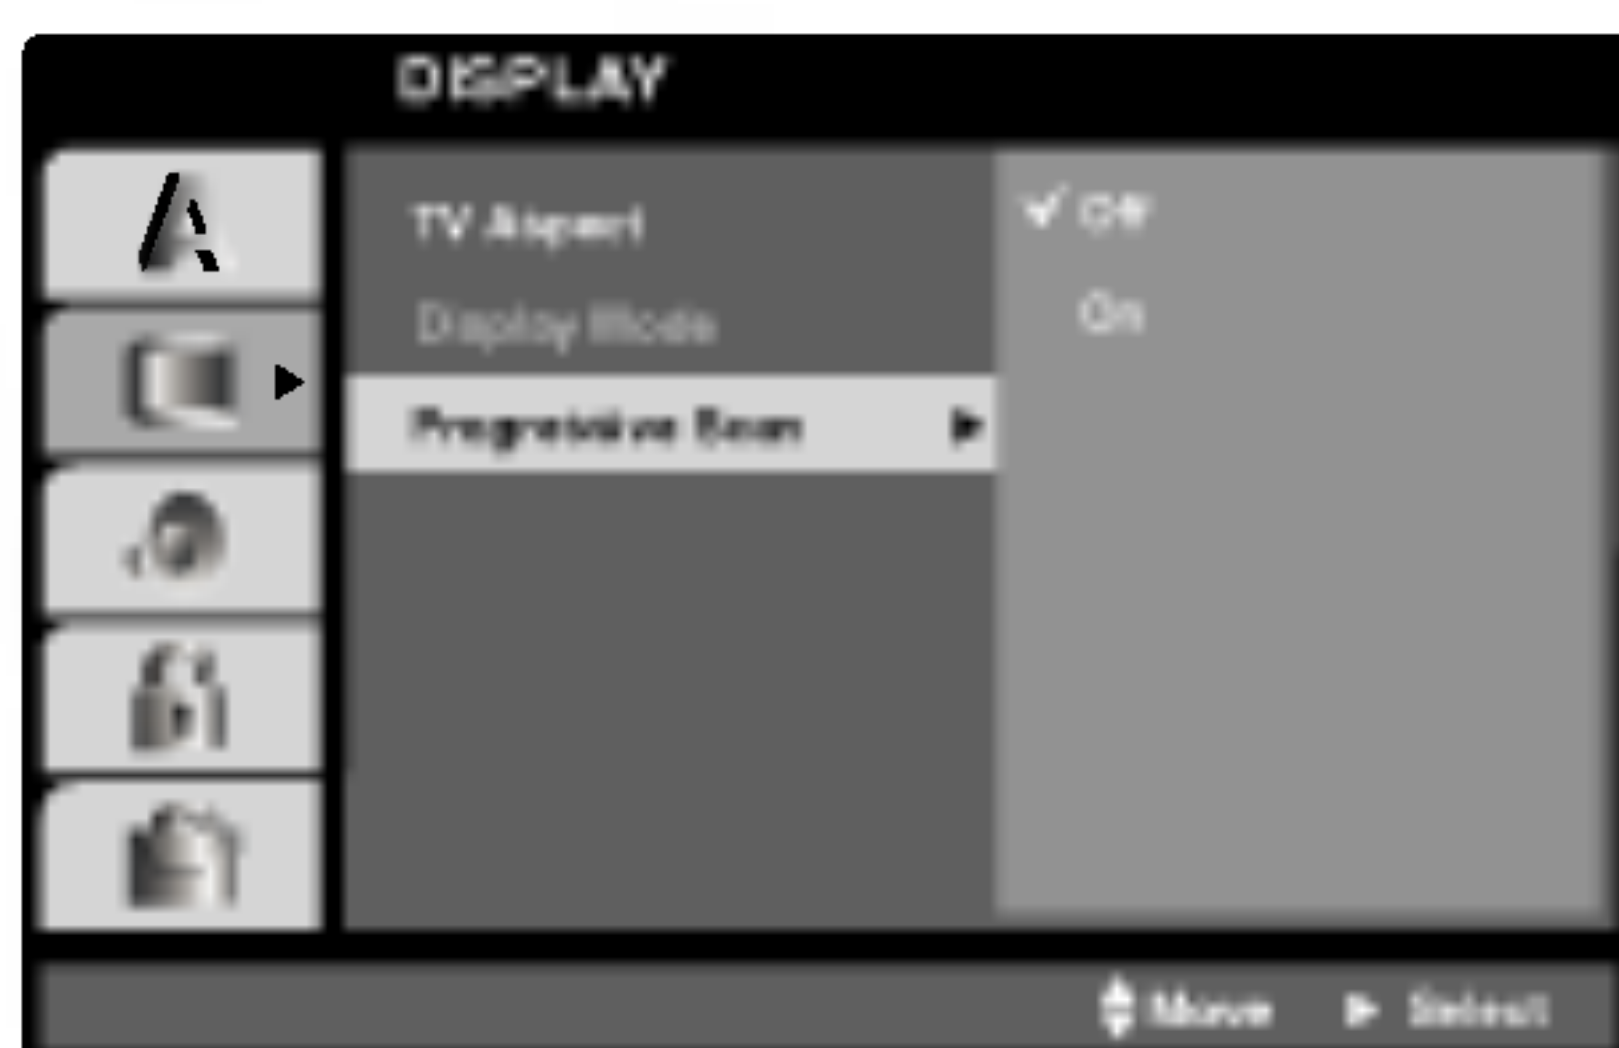 DISPLAY
TV Aspect
Display Mode
Progressive Scan
Off
On
Move
Select